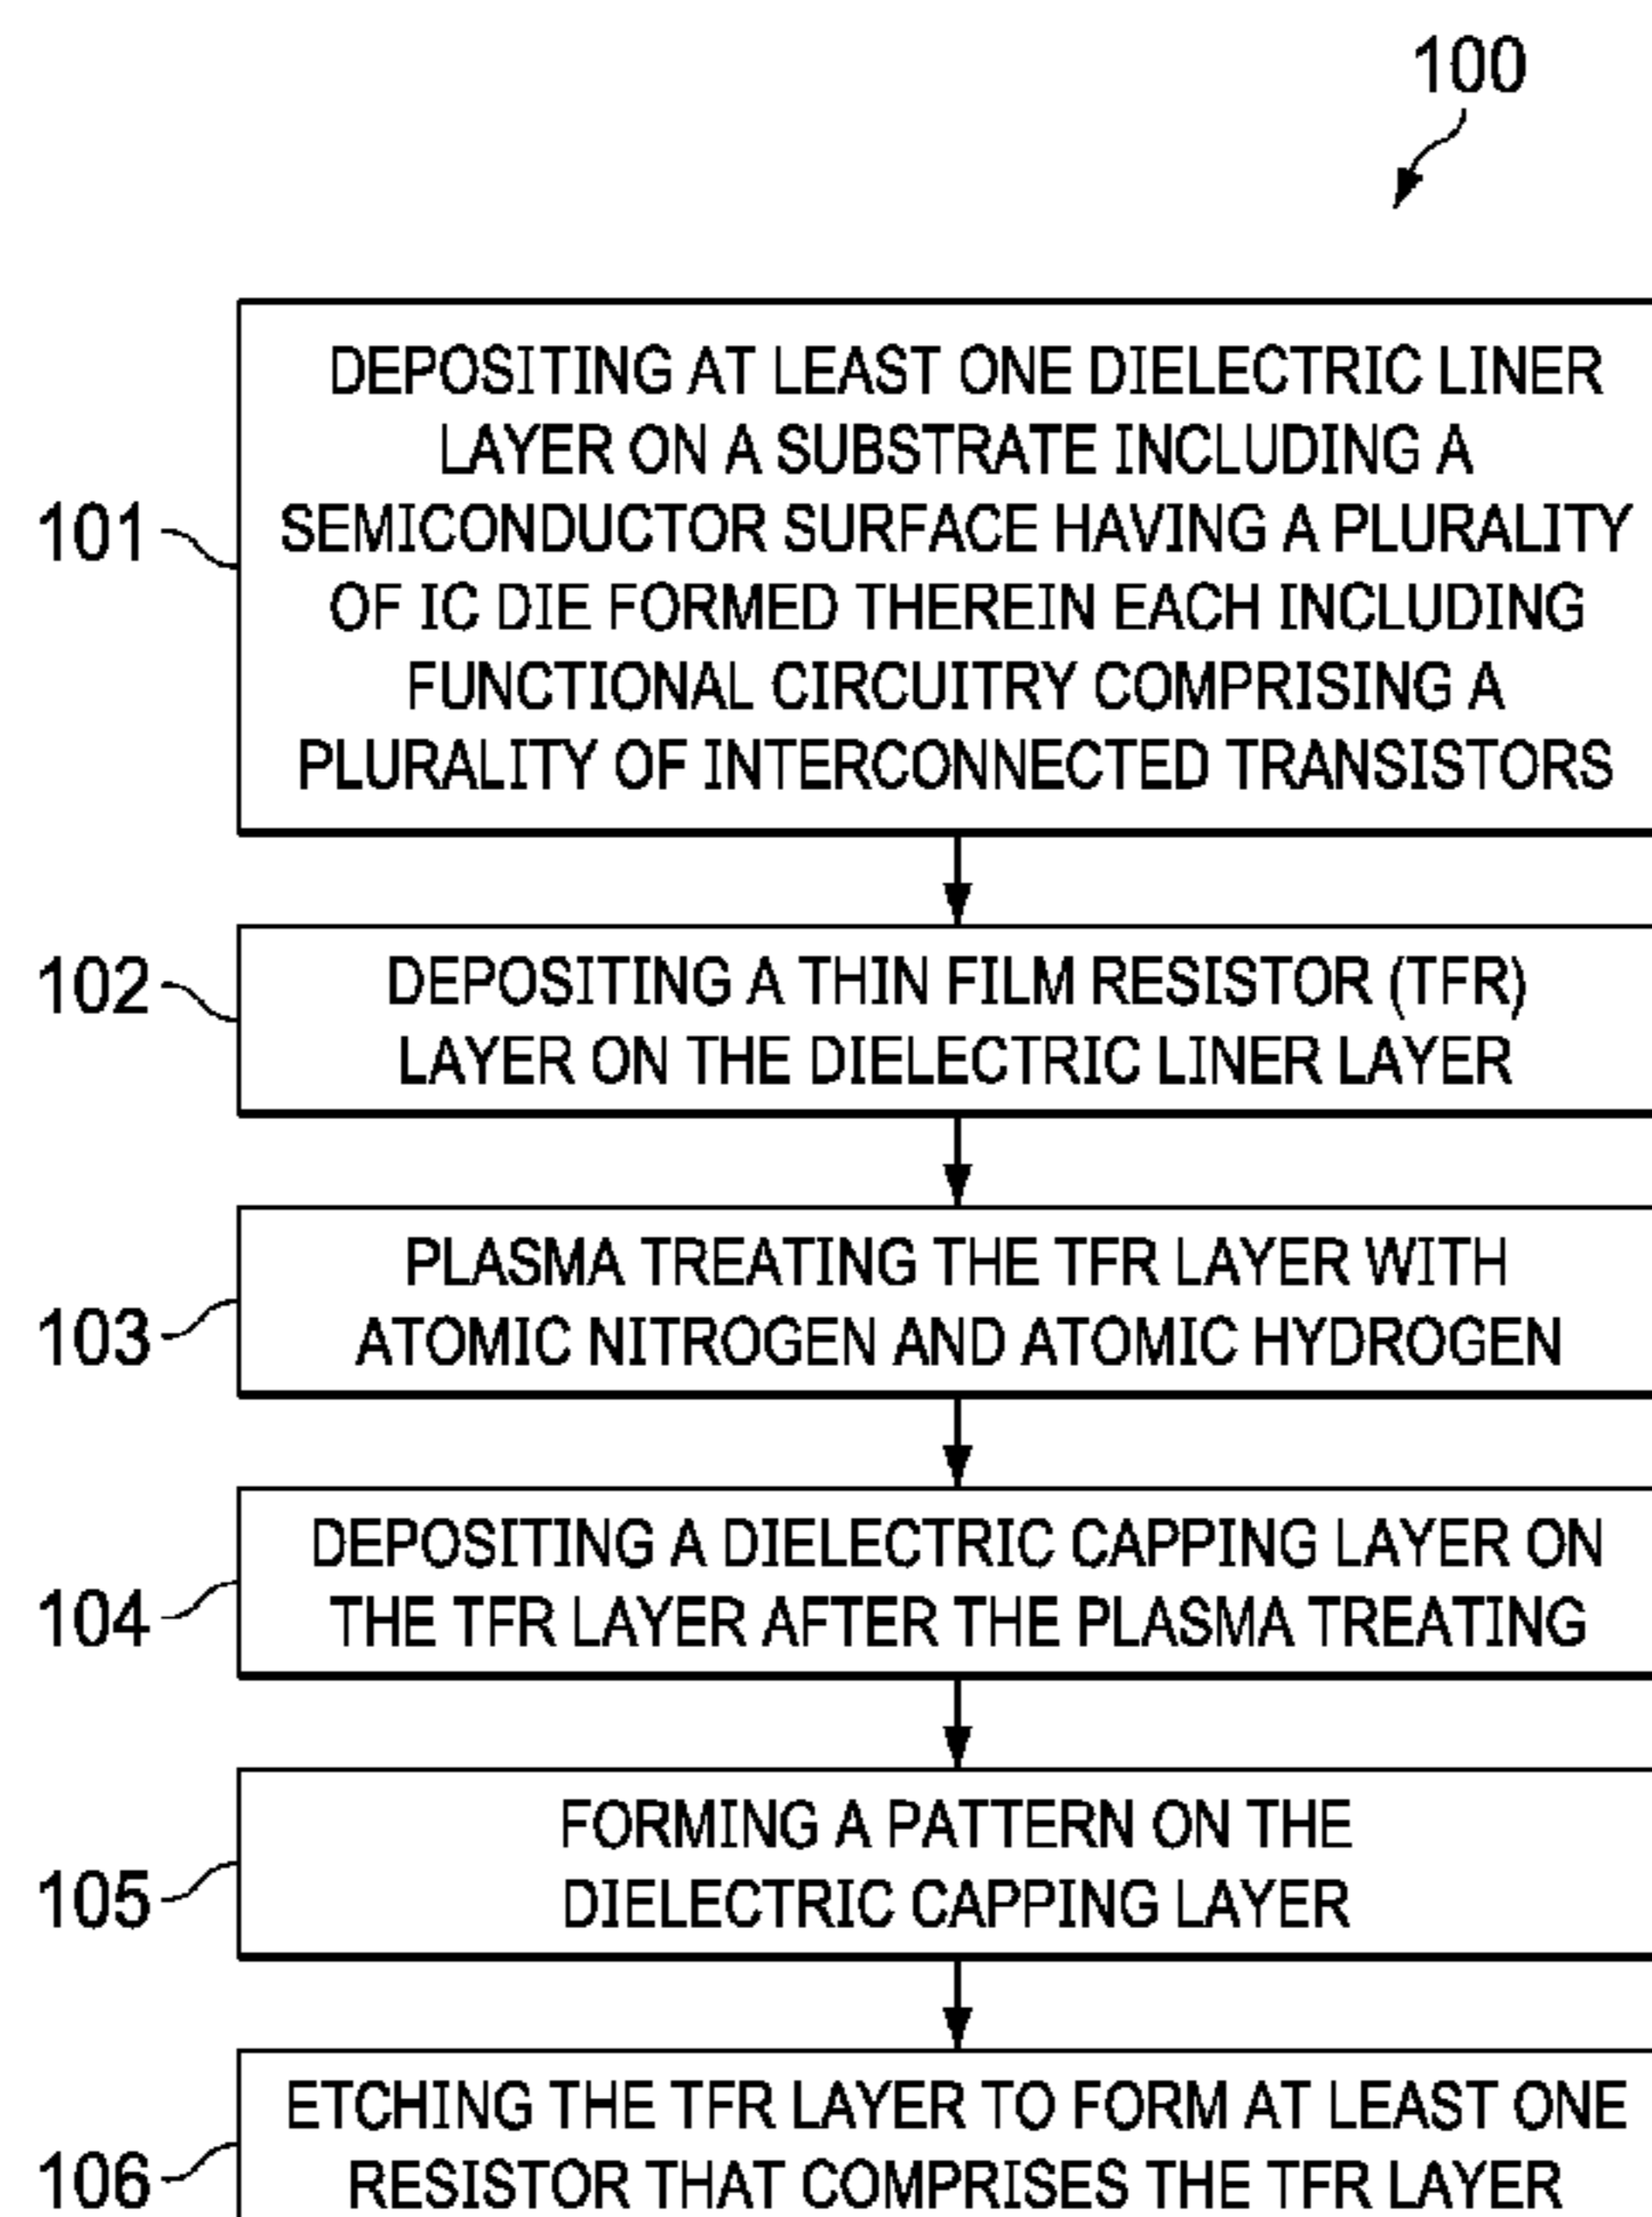 100
DEPOSITING AT LEAST ONE DIELECTRIC LINER
LAYER ON A SUBSTRATE INCLUDING A
SEMICONDUCTOR SURFACE HAVING A PLURALITY
OF IC DIE FORMED THEREIN EACH INCLUDING
FUNCTIONAL CIRCUITRY COMPRISING A
PLURALITY OF INTERCONNECTED TRANSISTORS
101
DEPOSITING A THIN FILM RESISTOR (TFR)
LAYER ON THE DIELECTRIC LINER LAYER
102
PLASMA TREATING THE TFR LAYER WITH
ATOMIC NITROGEN AND ATOMIC HYDROGEN
103
DEPOSITING A DIELECTRIC CAPPING LAYER ON
THE TFR LAYER AFTER THE PLASMA TREATING
104
FORMING A PATTERN ON THE
DIELECTRIC CAPPING LAYER
105
ETCHING THE TFR LAYER TO FORM AT LEAST ONE
RESISTOR THAT COMPRISES THE TFR LAYER
106